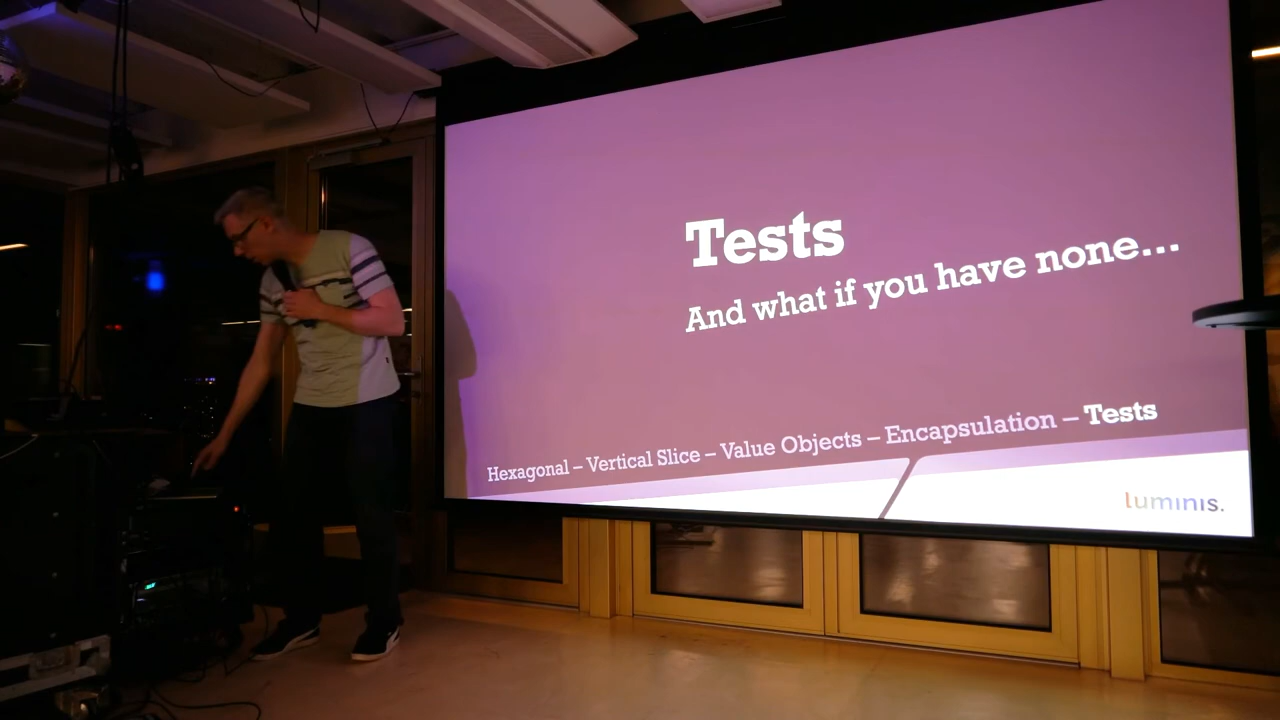 Tests
And what if you have none...
Hexagonal – Vertical Slice – Value Objects – Encapsulation – Tests
luminis.